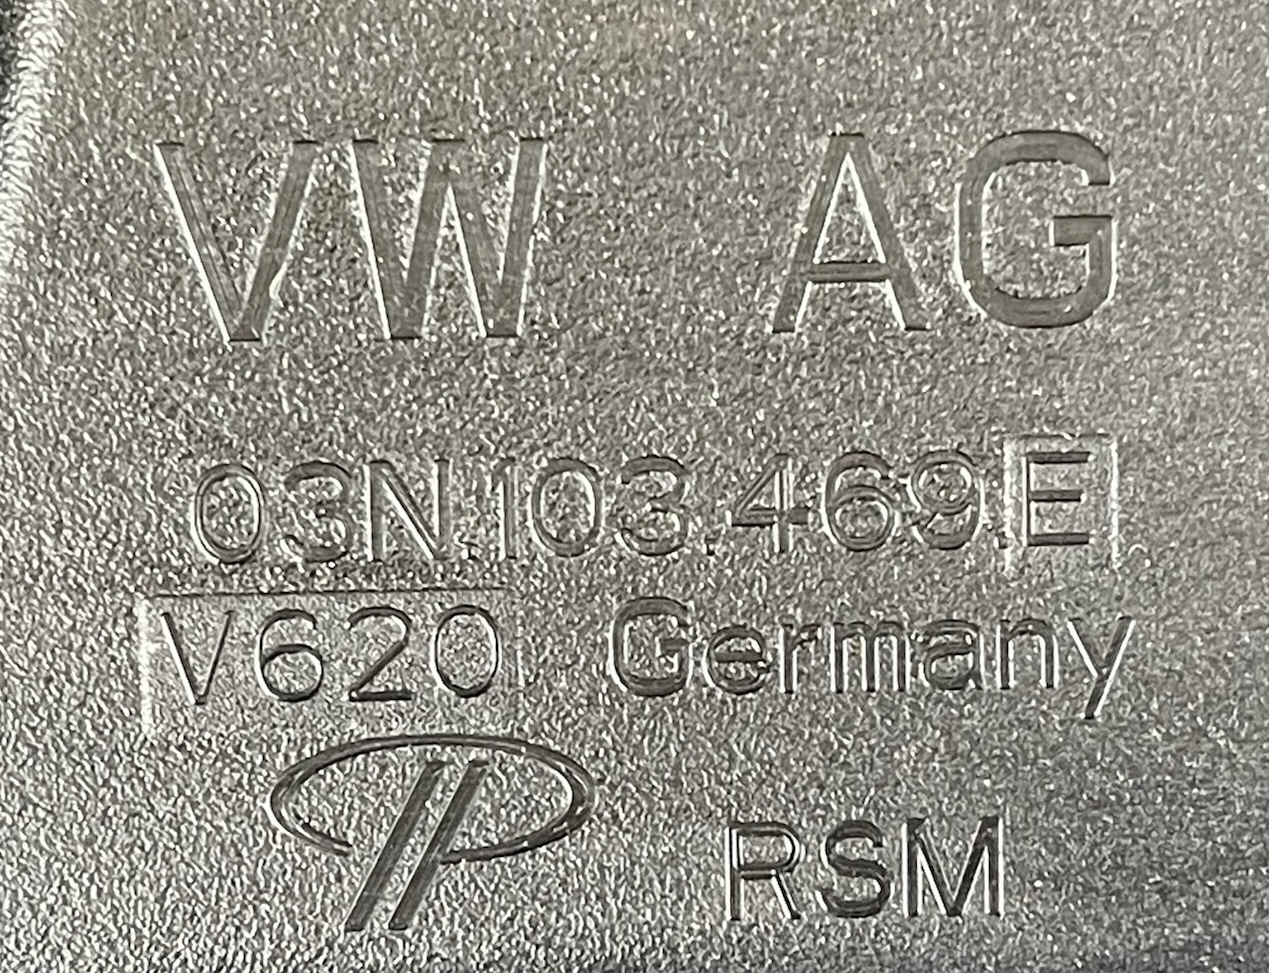 VW AG
03N.103.469.E
V620 Germany
RSM